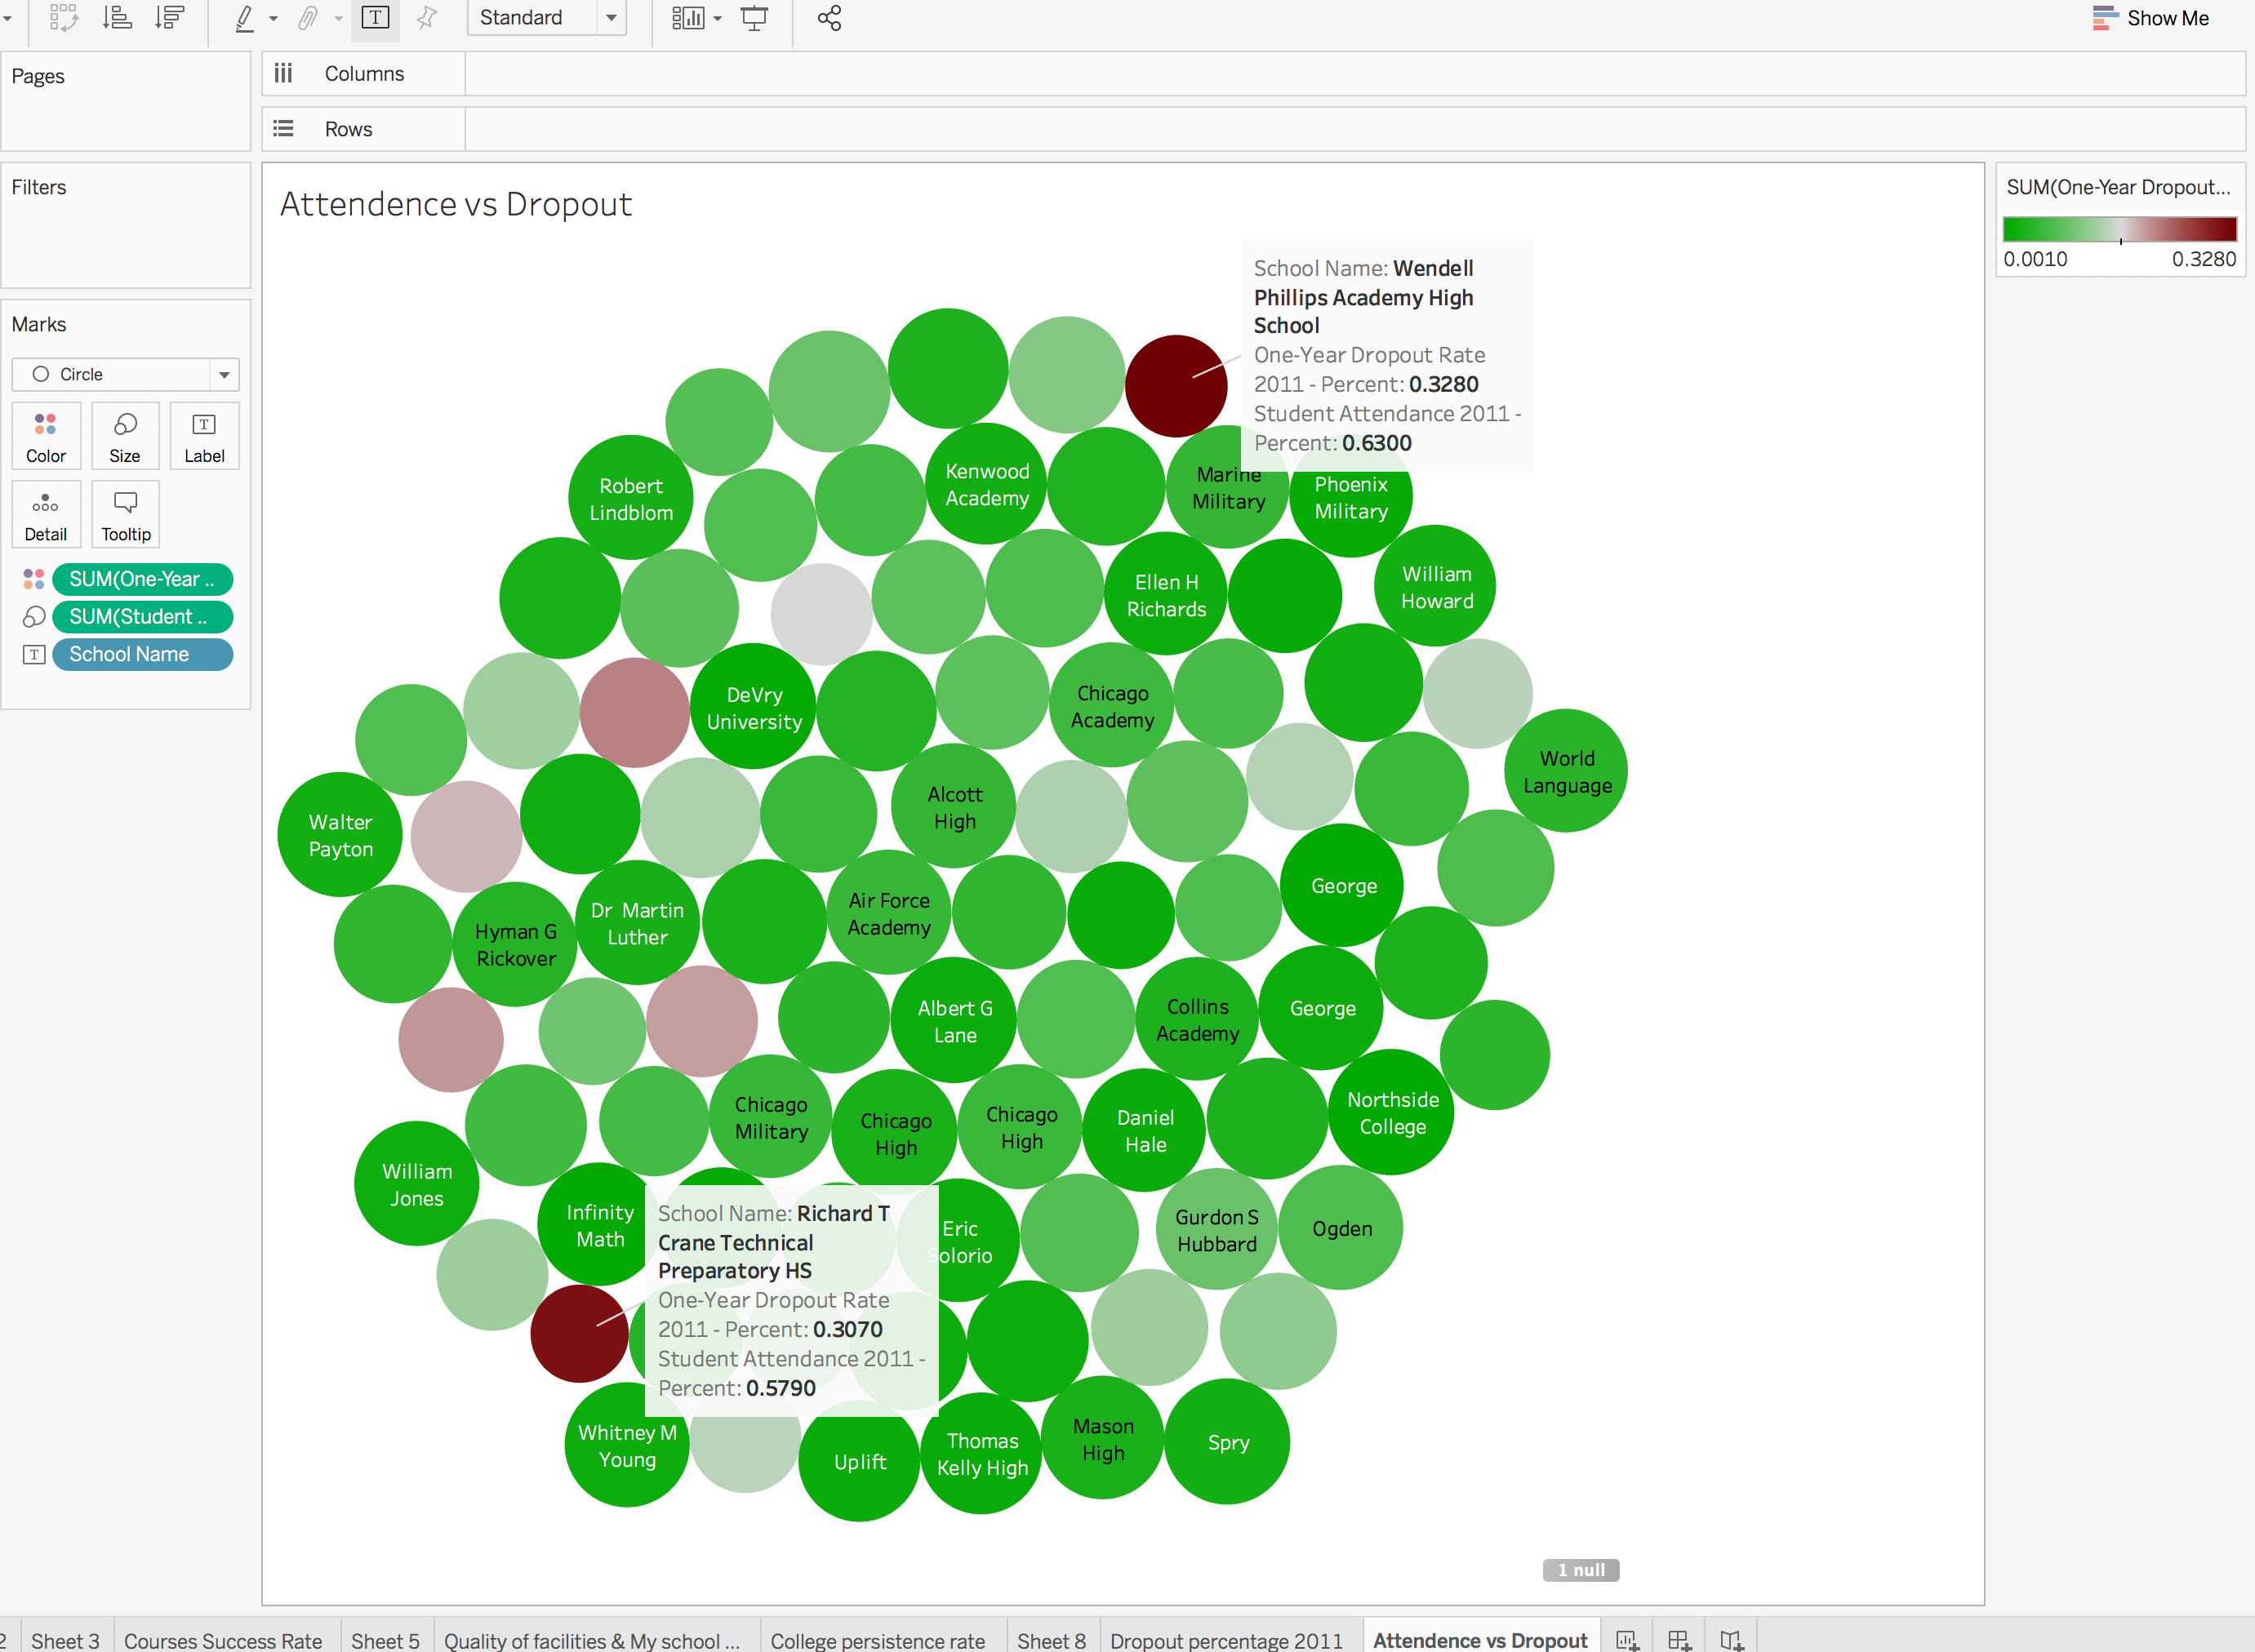 Standard
Show Me
Pages
Columns
Rows
Filters
Marks
Circle
Color
Size
Label
Detail
Tooltip
SUM(One-Year ..
SUM(Student ..
School Name
Attendence vs Dropout
SUM(One-Year Dropout...
0.0010
0.3280
School Name: Wendell
Phillips Academy High
School
One-Year Dropout Rate
2011 - Percent: 0.3280
Student Attendance 2011 -
Percent: 0.6300
Robert
Lindblom
Kenwood
Academy
Marine
Military
Phoenix
Military
Ellen H
Richards
William
Howard
DeVry
University
Chicago
Academy
World
Language
Walter
Payton
Alcott
High
George
Hyman G
Rickover
Dr Martin
Luther
Air Force
Academy
Albert G
Lane
Collins
Academy
George
Chicago
Military
Chicago
High
Chicago
High
Daniel
Hale
Northside
College
William
Jones
Infinity
Math
Eric
Solorio
Gurdon S
Hubbard
Ogden
School Name: Richard T
Crane Technical
Preparatory HS
One-Year Dropout Rate
2011 - Percent: 0.3070
Student Attendance 2011 -
Percent: 0.5790
Whitney M
Young
Uplift
Thomas
Kelly High
Mason
High
Spry
1 null
2
Sheet 3
Courses Success Rate
Sheet 5
Quality of facilities & My school ...
College persistence rate
Sheet 8
Dropout percentage 2011
Attendence vs Dropout